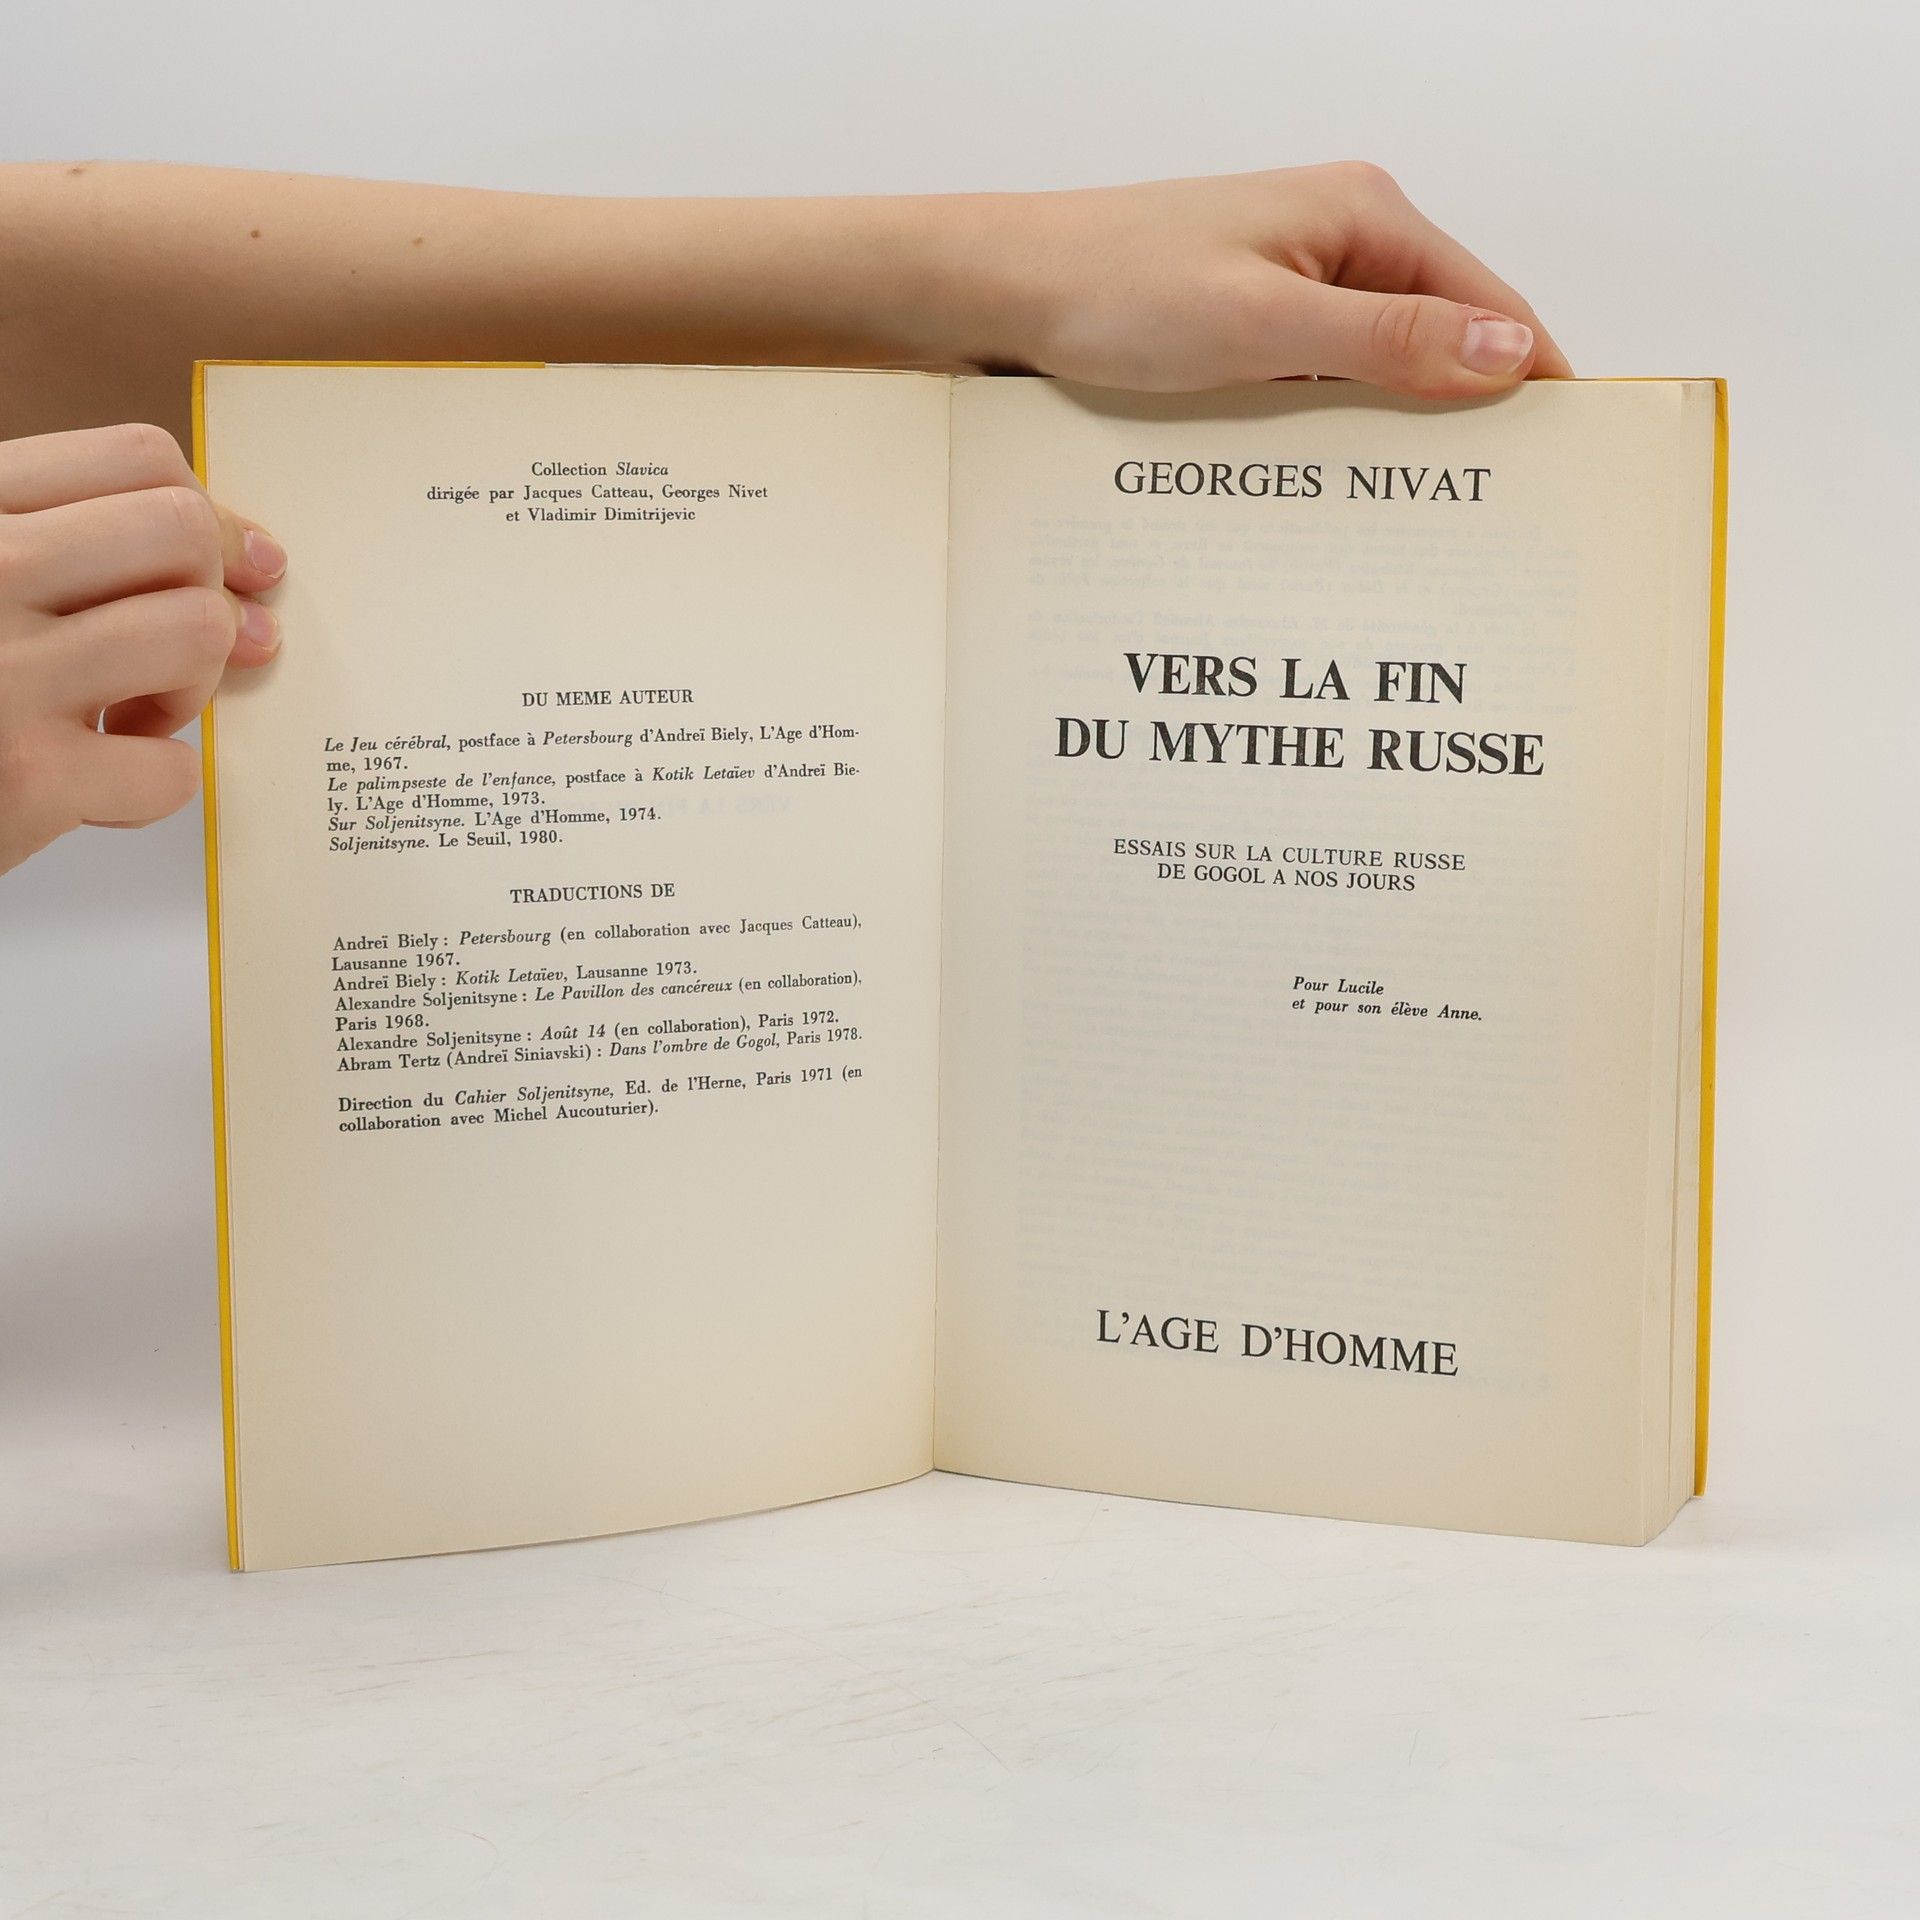 Collection Slavica
dirigée par Jacques Catteau, Georges Nivet
et Vladimir Dimitrijevic
DU MEME AUTEUR
Le Jeu cérébral, postface à Petersbourg d'Andreï Biely, L'Age d'Hom-
me, 1967.
Le palimpseste de l'enfance, postface à Kotik Letaïev d'Andreï Bie-
ly. L'Age d'Homme, 1973.
Sur Soljenitsyne. L'Age d'Homme, 1974.
Soljenitsyne. Le Seuil, 1980.
TRADUCTIONS DE
Andreï Biely : Petersbourg (en collaboration avec Jacques Catteau),
Lausanne 1967.
Andreï Biely : Kotik Letaïev, Lausanne 1973.
Alexandre Soljenitsyne : Le Pavillon des cancéreux (en collaboration),
Paris 1968.
Alexandre Soljenitsyne : Août 14 (en collaboration), Paris 1972.
Abram Tertz (Andreï Siniavski) : Dans l'ombre de Gogol, Paris 1978.
Direction du Cahier Soljenitsyne, Ed. de l'Herne, Paris 1971 (en
collaboration avec Michel Aucouturier).
GEORGES NIVAT
VERS LA FIN
DU MYTHE RUSSE
ESSAIS SUR LA CULTURE RUSSE
DE GOGOL A NOS JOURS
Pour Lucile
et pour son élève Anne.
L'AGE D'HOMME